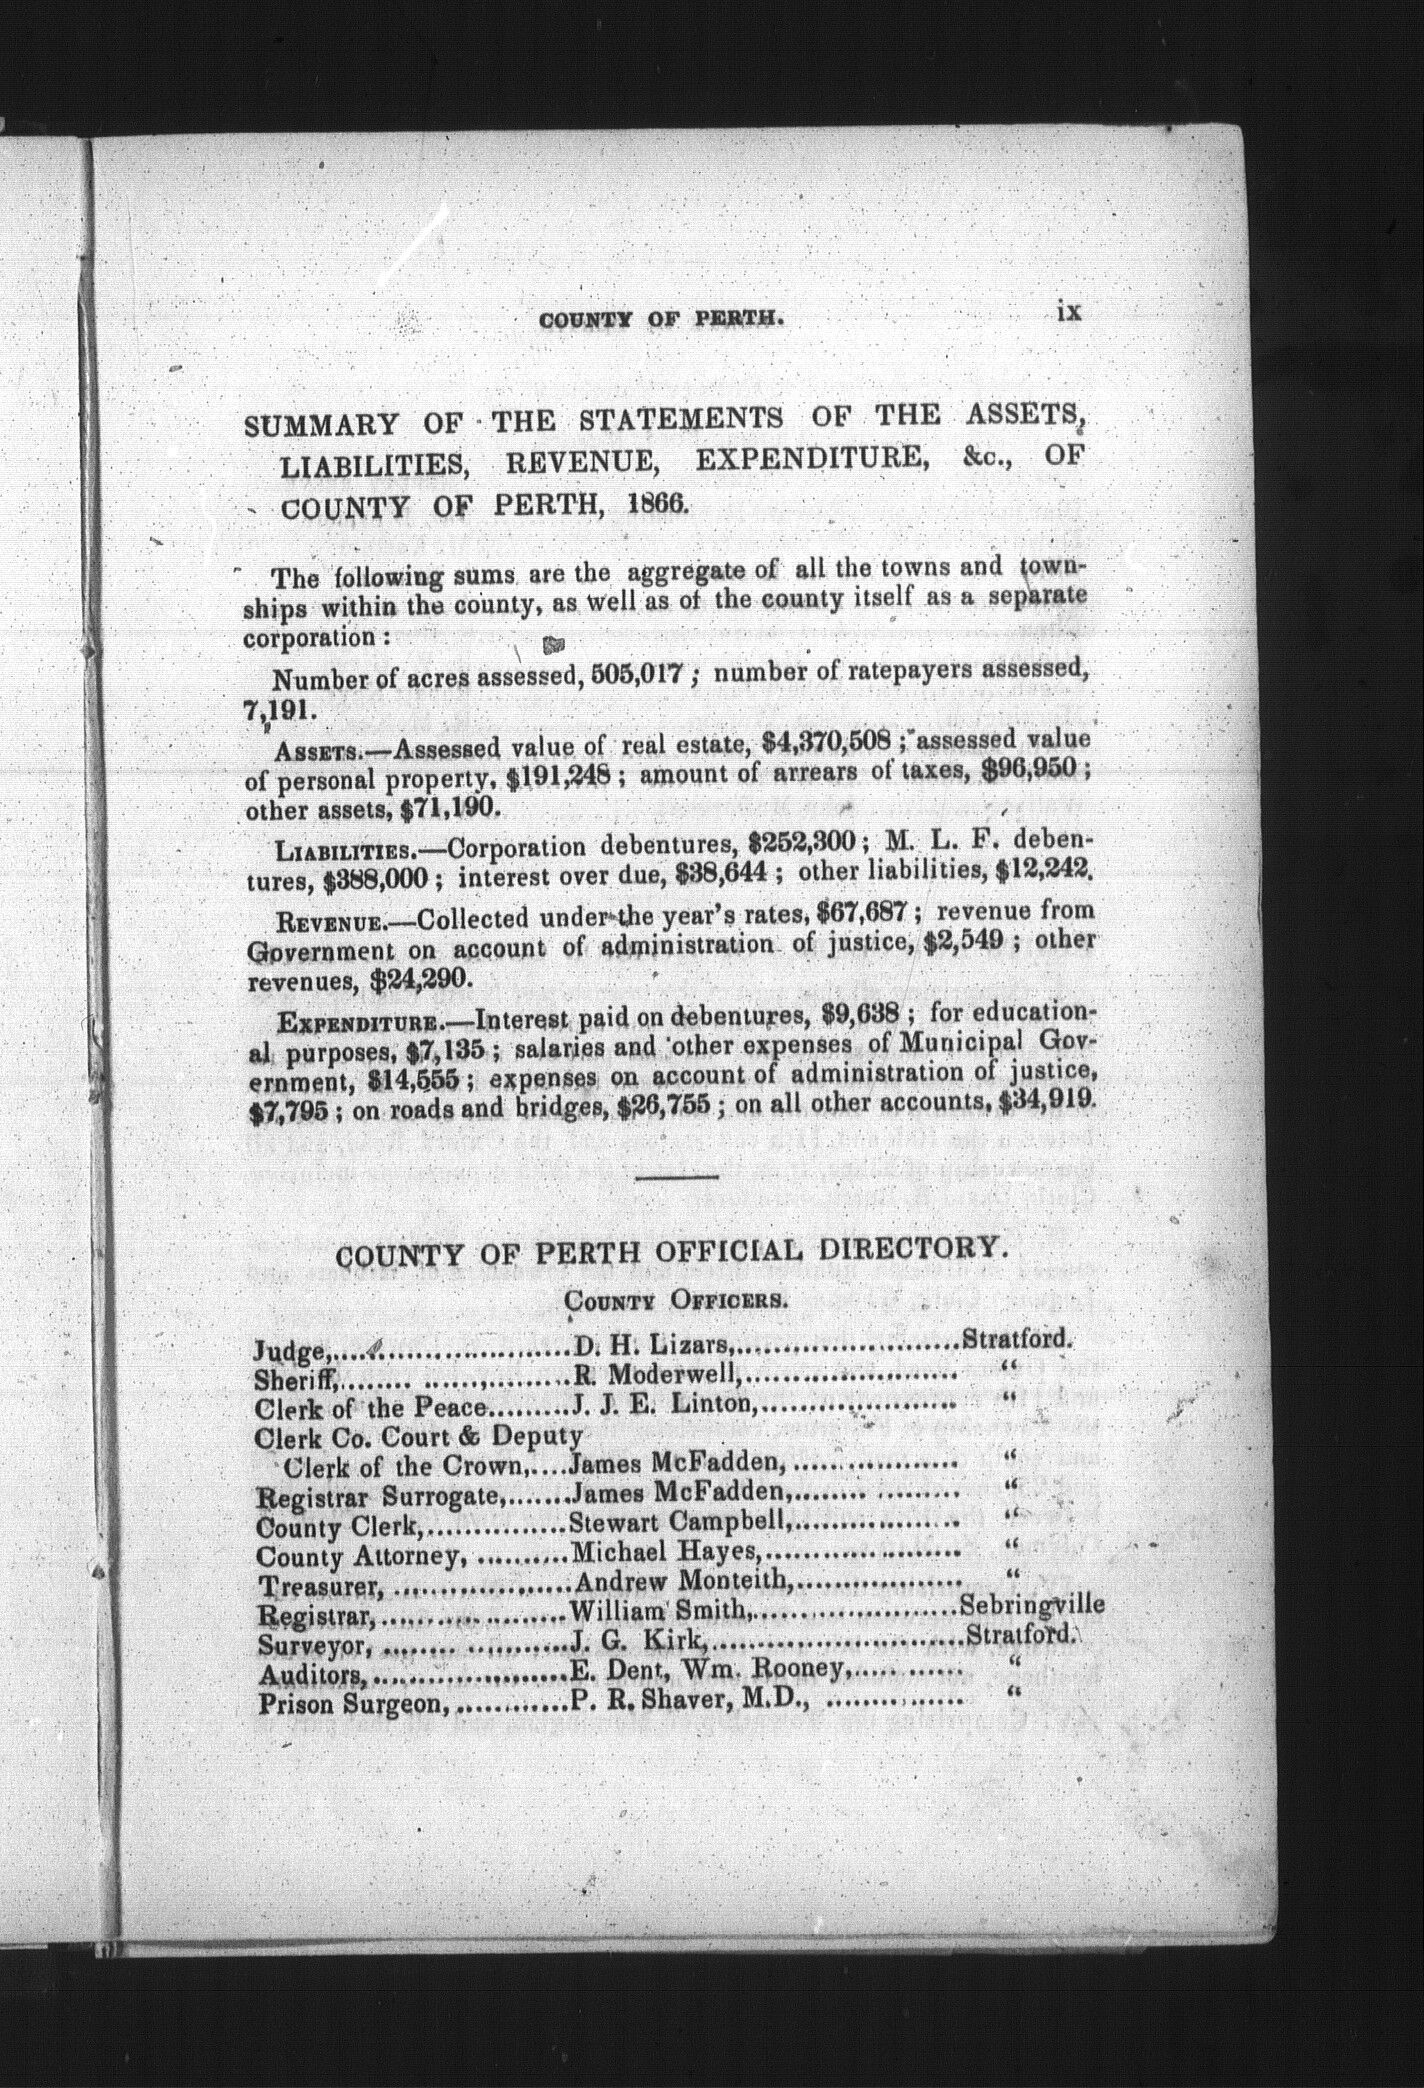 COUNTY OF PERTH. ix
SUMMARY OF THE STATEMENTS OF THE ASSETS,
LIABILITIES, REVENUE, EXPENDITURE, &c., OF
COUNTY OF PERTH, 1866.
The following sums are the aggregate of all the towns and town-
ships within the county, as well as of the county itself as a separate
corporation :
Number of acres assessed, 505,017 ; number of ratepayers assessed,
7,191.
ASSETS.—Assessed value of real estate, $4,370,508 ; assessed value
of personal property, $191,248 ; amount of arrears of taxes, $96,950 ;
other assets, $71,190.
LIABILITIES.—Corporation debentures, $252,300 ; M. L. F. deben-
tures, $388,000 ; interest over due, $38,644 ; other liabilities, $12,242.
REVENUE.—Collected under the year's rates, $67,687 ; revenue from
Government on account of administration of justice, $2,549 ; other
revenues, $24,290.
EXPENDITURE.—Interest paid on debentures, $9,638 ; for education-
al purposes, $7,135 ; salaries and other expenses of Municipal Gov-
ernment, $14,555 ; expenses on account of administration of justice,
$7,795 ; on roads and bridges, $26,755 ; on all other accounts, $34,919.
COUNTY OF PERTH OFFICIAL DIRECTORY.
COUNTY OFFICERS.
Judge,..........................D. H. Lizars,.........................Stratford.
Sheriff,.........................R. Moderwell,....................... "
Clerk of the Peace.........J. J. E. Linton,...................... "
Clerk Co. Court & Deputy
Clerk of the Crown,....James McFadden,.................. "
Registrar Surrogate,.......James McFadden,.................. "
County Clerk,...............Stewart Campbell,.................. "
County Attorney, ..........Michael Hayes,..................... "
Treasurer, ...................Andrew Monteith,.................. "
Registrar,....................William Smith,......................Sebringville
Surveyor, ....................J. G. Kirk,...........................Stratford.
Auditors,.....................E. Dent, Wm. Rooney,............ "
Prison Surgeon,............P. R. Shaver, M.D., ............... "